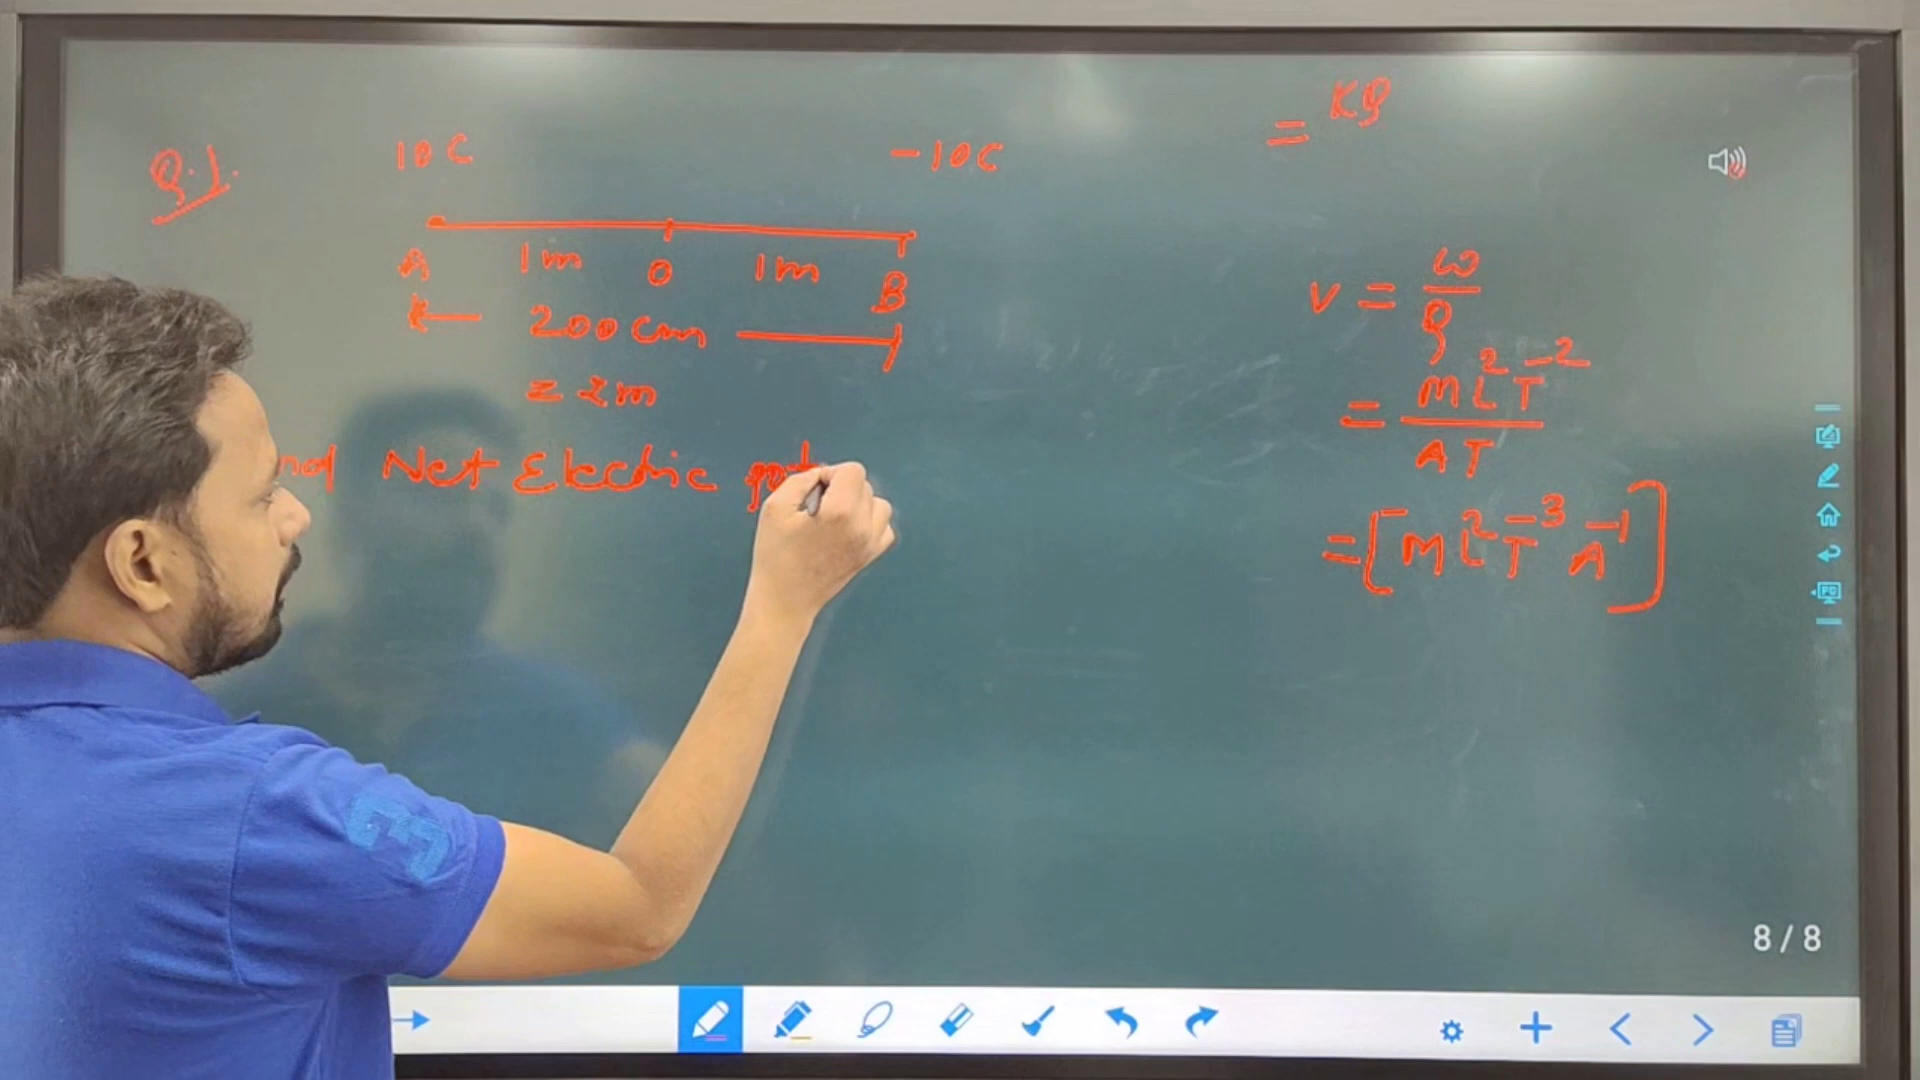 Q.1.
10C -10C
A 1m O 1m B
200 cm
= 2m
Net Electric
= KQ
V = W
Q
= ML²T⁻²
AT
= [ML²T⁻³A⁻¹]
3
8 / 8